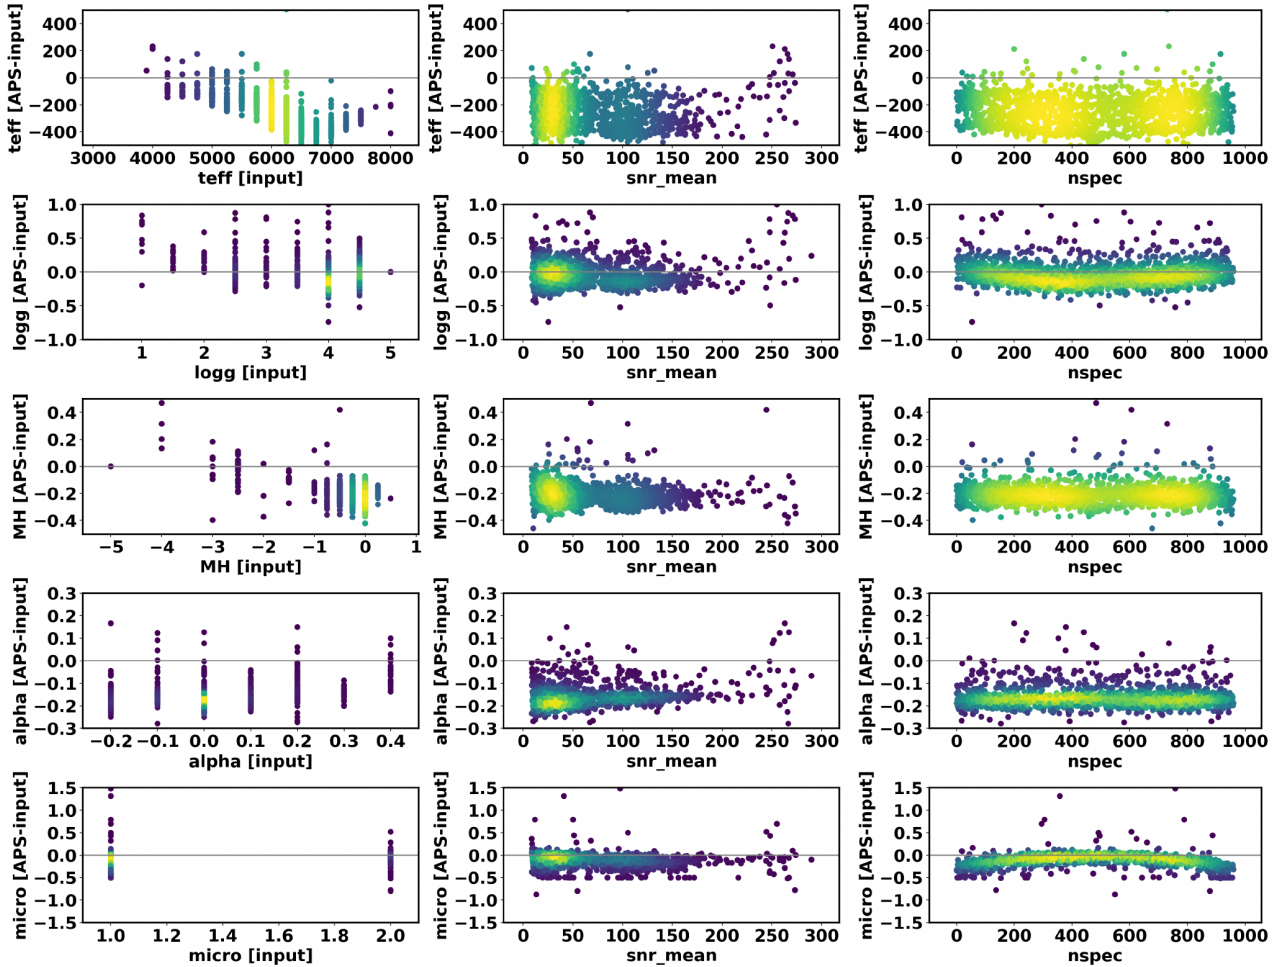 400
200
0
−200
−400
teff [APS-input]
3000 4000 5000 6000 7000 8000
teff [input]
400
200
0
−200
−400
teff [APS-input]
0 50 100 150 200 250 300
snr_mean
400
200
0
−200
−400
teff [APS-input]
0 200 400 600 800 1000
nspec
1.0
0.5
0.0
−0.5
−1.0
logg [APS-input]
1 2 3 4 5
logg [input]
1.0
0.5
0.0
−0.5
−1.0
logg [APS-input]
0 50 100 150 200 250 300
snr_mean
1.0
0.5
0.0
−0.5
−1.0
logg [APS-input]
0 200 400 600 800 1000
nspec
0.4
0.2
0.0
−0.2
−0.4
MH [APS-input]
−5 −4 −3 −2 −1 0 1
MH [input]
0.4
0.2
0.0
−0.2
−0.4
MH [APS-input]
0 50 100 150 200 250 300
snr_mean
0.4
0.2
0.0
−0.2
−0.4
MH [APS-input]
0 200 400 600 800 1000
nspec
0.3
0.2
0.1
0.0
−0.1
−0.2
−0.3
alpha [APS-input]
−0.2 −0.1 0.0 0.1 0.2 0.3 0.4
alpha [input]
0.3
0.2
0.1
0.0
−0.1
−0.2
−0.3
alpha [APS-input]
0 50 100 150 200 250 300
snr_mean
0.3
0.2
0.1
0.0
−0.1
−0.2
−0.3
alpha [APS-input]
0 200 400 600 800 1000
nspec
1.5
1.0
0.5
0.0
−0.5
−1.0
−1.5
micro [APS-input]
1.0 1.2 1.4 1.6 1.8 2.0
micro [input]
1.5
1.0
0.5
0.0
−0.5
−1.0
−1.5
micro [APS-input]
0 50 100 150 200 250 300
snr_mean
1.5
1.0
0.5
0.0
−0.5
−1.0
−1.5
micro [APS-input]
0 200 400 600 800 1000
nspec